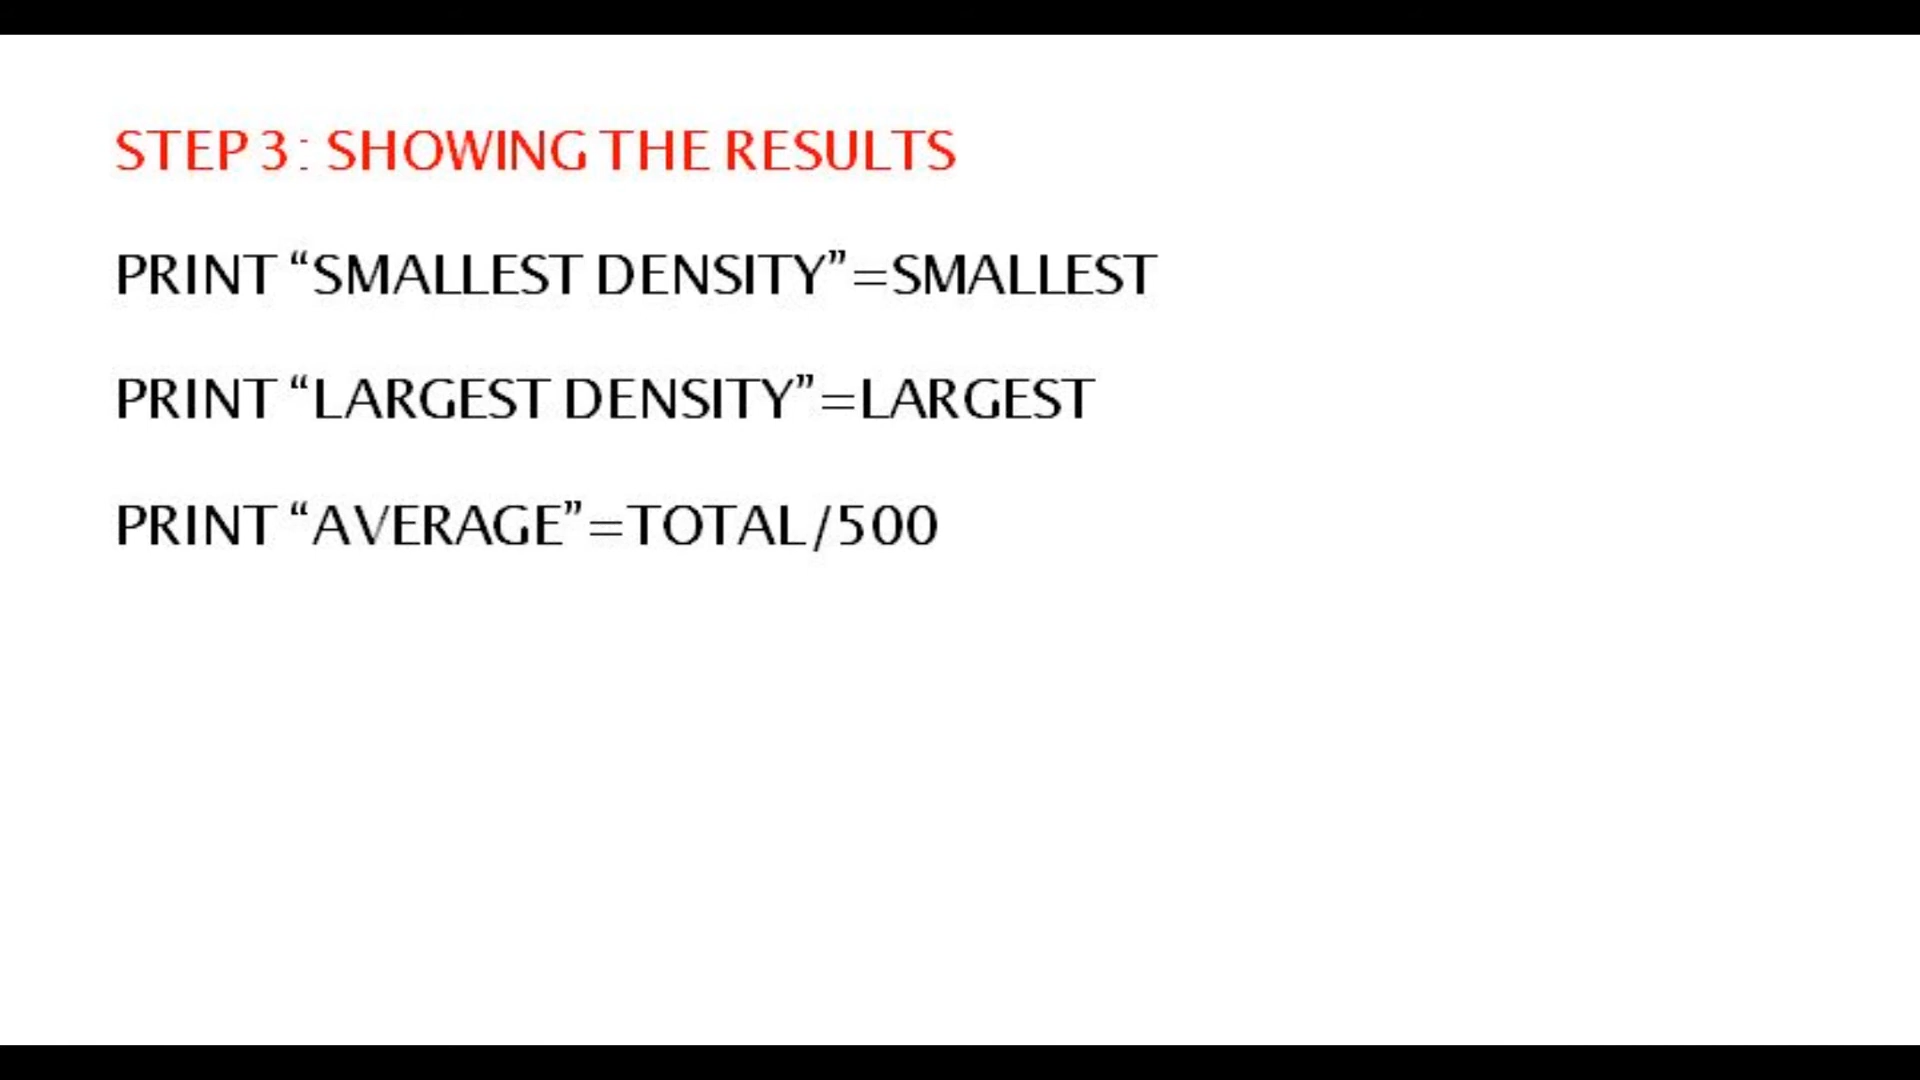 STEP 3: SHOWING THE RESULTS
PRINT “SMALLEST DENSITY”=SMALLEST
PRINT “LARGEST DENSITY”=LARGEST
PRINT “AVERAGE”=TOTAL/500